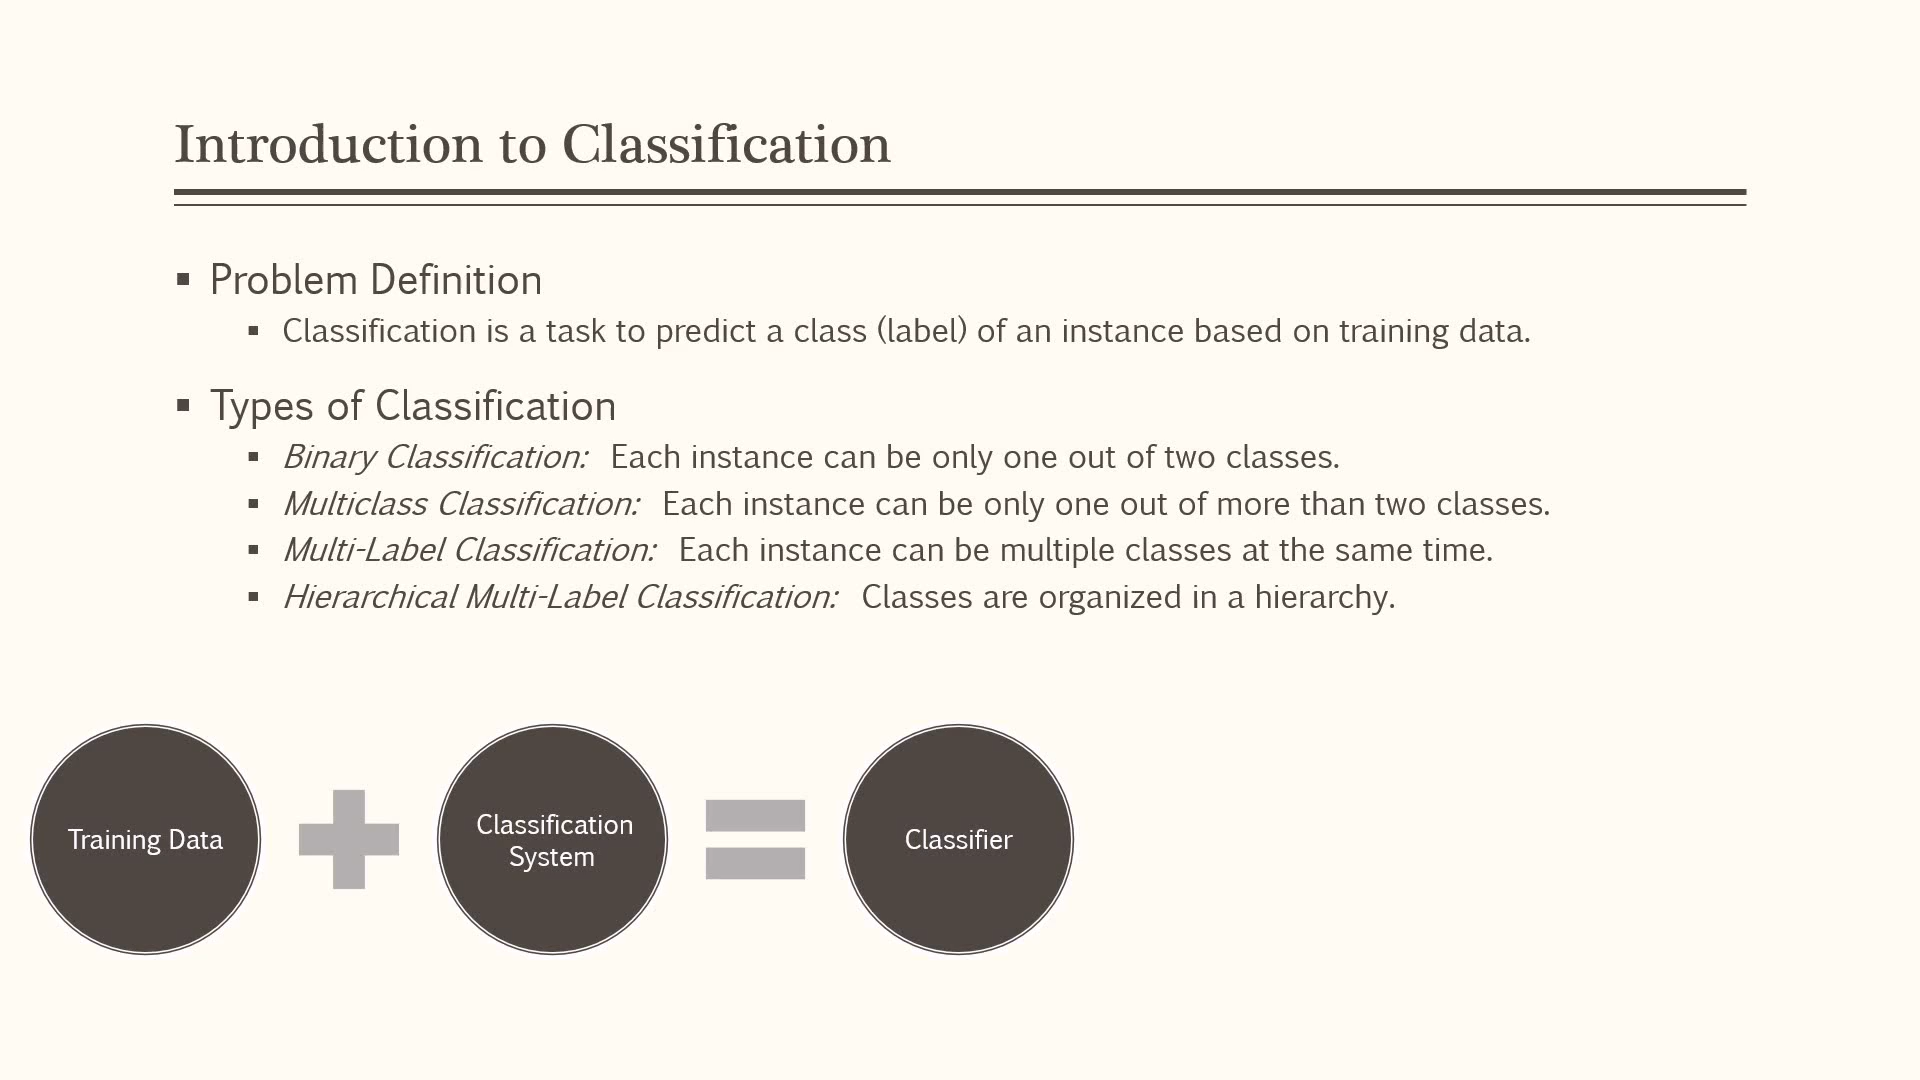 Introduction to Classification
▪ Problem Definition
▪ Classification is a task to predict a class (label) of an instance based on training data.
▪ Types of Classification
▪ Binary Classification: Each instance can be only one out of two classes.
▪ Multiclass Classification: Each instance can be only one out of more than two classes.
▪ Multi-Label Classification: Each instance can be multiple classes at the same time.
▪ Hierarchical Multi-Label Classification: Classes are organized in a hierarchy.
Training Data
Classification
System
Classifier